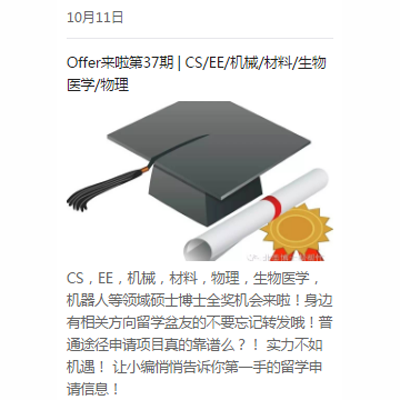 10月11日
Offer来啦第37期 | CS/EE/机械/材料/生物
医学/物理
CS，EE，机械，材料，物理，生物医学，
机器人等领域硕士博士全奖机会来啦！身边
有相关方向留学盆友的不要忘记转发哦！普
通途径申请项目真的靠谱么？！ 实力不如
机遇！ 让小编悄悄告诉你第一手的留学申
请信息！